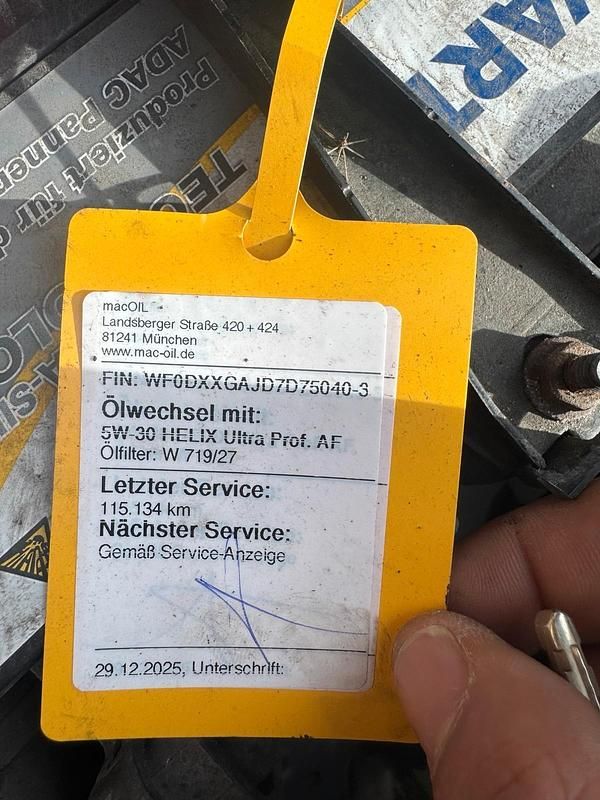 VART
Produziert für d
ADAC Pannen
macOIL
Landsberger Straße 420 + 424
81241 München
www.mac-oil.de
FIN: WF0DXXGAJD7D75040-3
Ölwechsel mit:
5W-30 HELIX Ultra Prof. AF
Ölfilter: W 719/27
Letzter Service:
115.134 km
Nächster Service:
Gemäß Service-Anzeige
29.12.2025, Unterschrift: